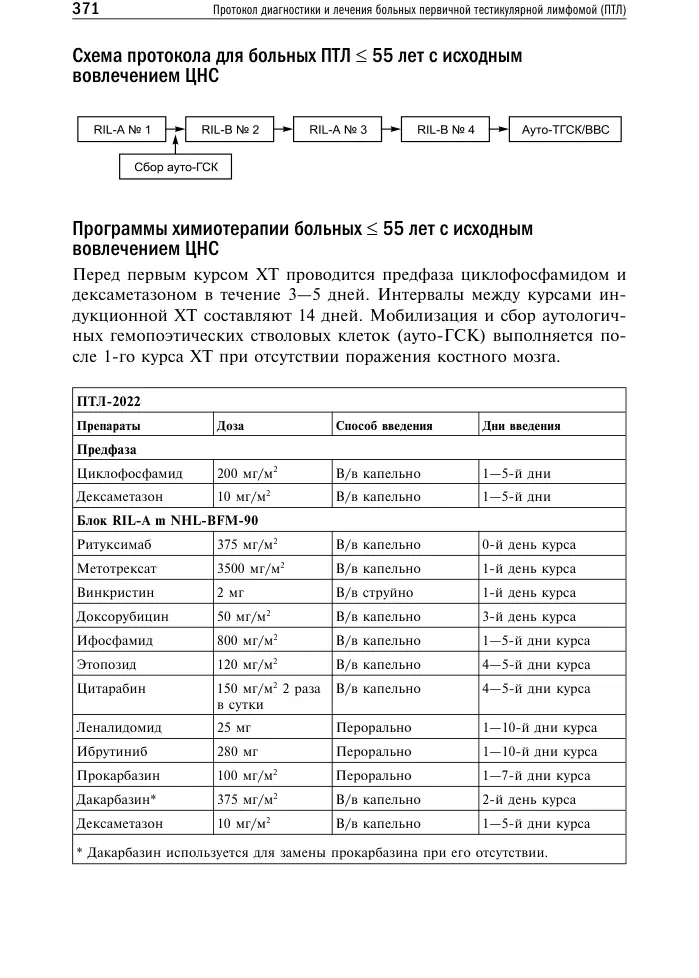 371
Протокол диагностики и лечения больных первичной тестикулярной лимфомой (ПТЛ)
Схема протокола для больных ПТЛ ≤ 55 лет с исходным
вовлечением ЦНС
RIL-A № 1 RIL-B № 2 RIL-A № 3 RIL-B № 4 Ауто-ТГСК/BBC
Сбор ауто-ГСК
Программы химиотерапии больных ≤ 55 лет с исходным
вовлечением ЦНС
Перед первым курсом ХТ проводится предфаза циклофосфамидом и
дексаметазоном в течение 3—5 дней. Интервалы между курсами ин-
дукционной ХТ составляют 14 дней. Мобилизация и сбор аутологич-
ных гемопоэтических стволовых клеток (ауто-ГСК) выполняется по-
сле 1-го курса ХТ при отсутствии поражения костного мозга.
ПТЛ-2022
Препараты Доза Способ введения Дни введения
Предфаза
Циклофосфамид 200 мг/м² В/в капельно 1—5-й дни
Дексаметазон 10 мг/м² В/в капельно 1—5-й дни
Блок RIL-A m NHL-BFM-90
Ритуксимаб 375 мг/м² В/в капельно 0-й день курса
Метотрексат 3500 мг/м² В/в капельно 1-й день курса
Винкристин 2 мг В/в струйно 1-й день курса
Доксорубицин 50 мг/м² В/в капельно 3-й день курса
Ифосфамид 800 мг/м² В/в капельно 1—5-й дни курса
Этопозид 120 мг/м² В/в капельно 4—5-й дни курса
Цитарабин 150 мг/м² 2 раза В/в капельно 4—5-й дни курса
в сутки
Леналидомид 25 мг Перорально 1—10-й дни курса
Ибрутиниб 280 мг Перорально 1—10-й дни курса
Прокарбазин 100 мг/м² Перорально 1—7-й дни курса
Дакарбазин* 375 мг/м² В/в капельно 2-й день курса
Дексаметазон 10 мг/м² В/в капельно 1—5-й дни курса
* Дакарбазин используется для замены прокарбазина при его отсутствии.